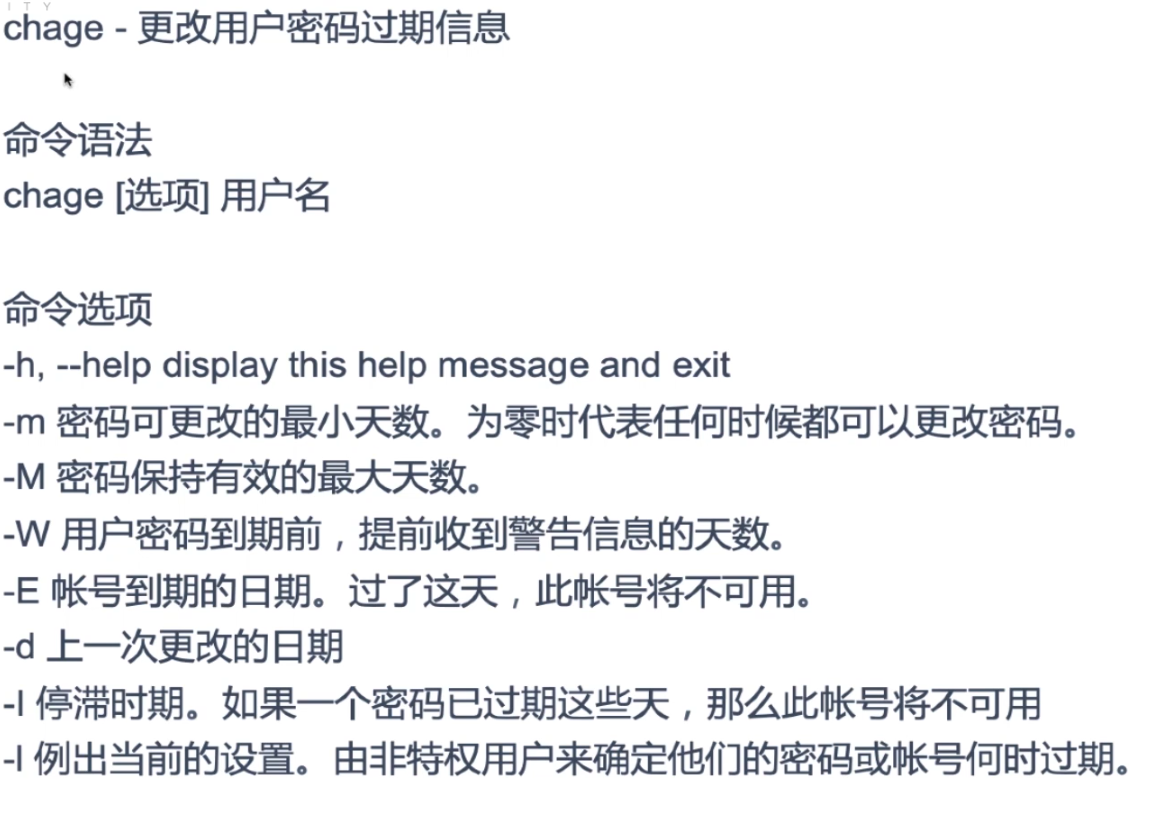 ITY
chage - 更改用户密码过期信息
命令语法
chage [选项] 用户名
命令选项
-h, --help display this help message and exit
-m 密码可更改的最小天数。为零时代表任何时候都可以更改密码。
-M 密码保持有效的最大天数。
-W 用户密码到期前，提前收到警告信息的天数。
-E 帐号到期的日期。过了这天，此帐号将不可用。
-d 上一次更改的日期
-I 停滞时期。如果一个密码已过期这些天，那么此帐号将不可用
-l 例出当前的设置。由非特权用户来确定他们的密码或帐号何时过期。